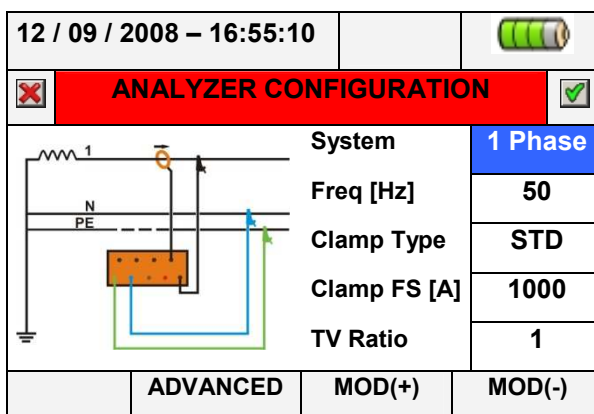 12 / 09 / 2008 – 16:55:10
ANALYZER CONFIGURATION
1
N
PE
System 1 Phase
Freq [Hz] 50
Clamp Type STD
Clamp FS [A] 1000
TV Ratio 1
ADVANCED MOD(+) MOD(-)